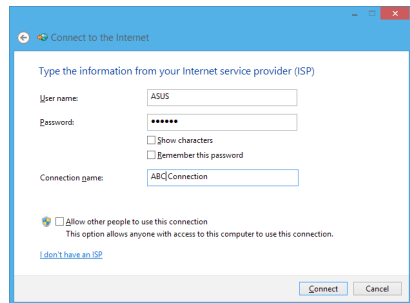 Connect to the Internet
Type the information from your Internet service provider (ISP)
User name: ASUS
Password: ••••••
Show characters
Remember this password
Connection name: ABC Connection
Allow other people to use this connection
This option allows anyone with access to this computer to use this connection.
I don't have an ISP
Connect Cancel